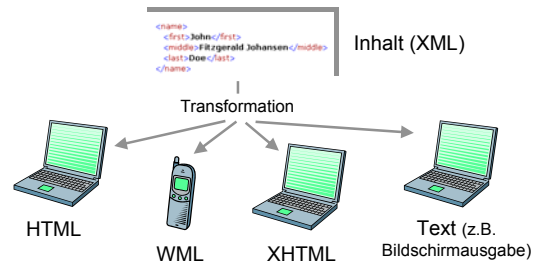 <name>
<first>John</first>
<middle>Fitzgerald Johansen</middle>
<last>Doe</last>
</name>
Inhalt (XML)
Transformation
HTML
WML
XHTML
Text (z.B.
Bildschirmausgabe)